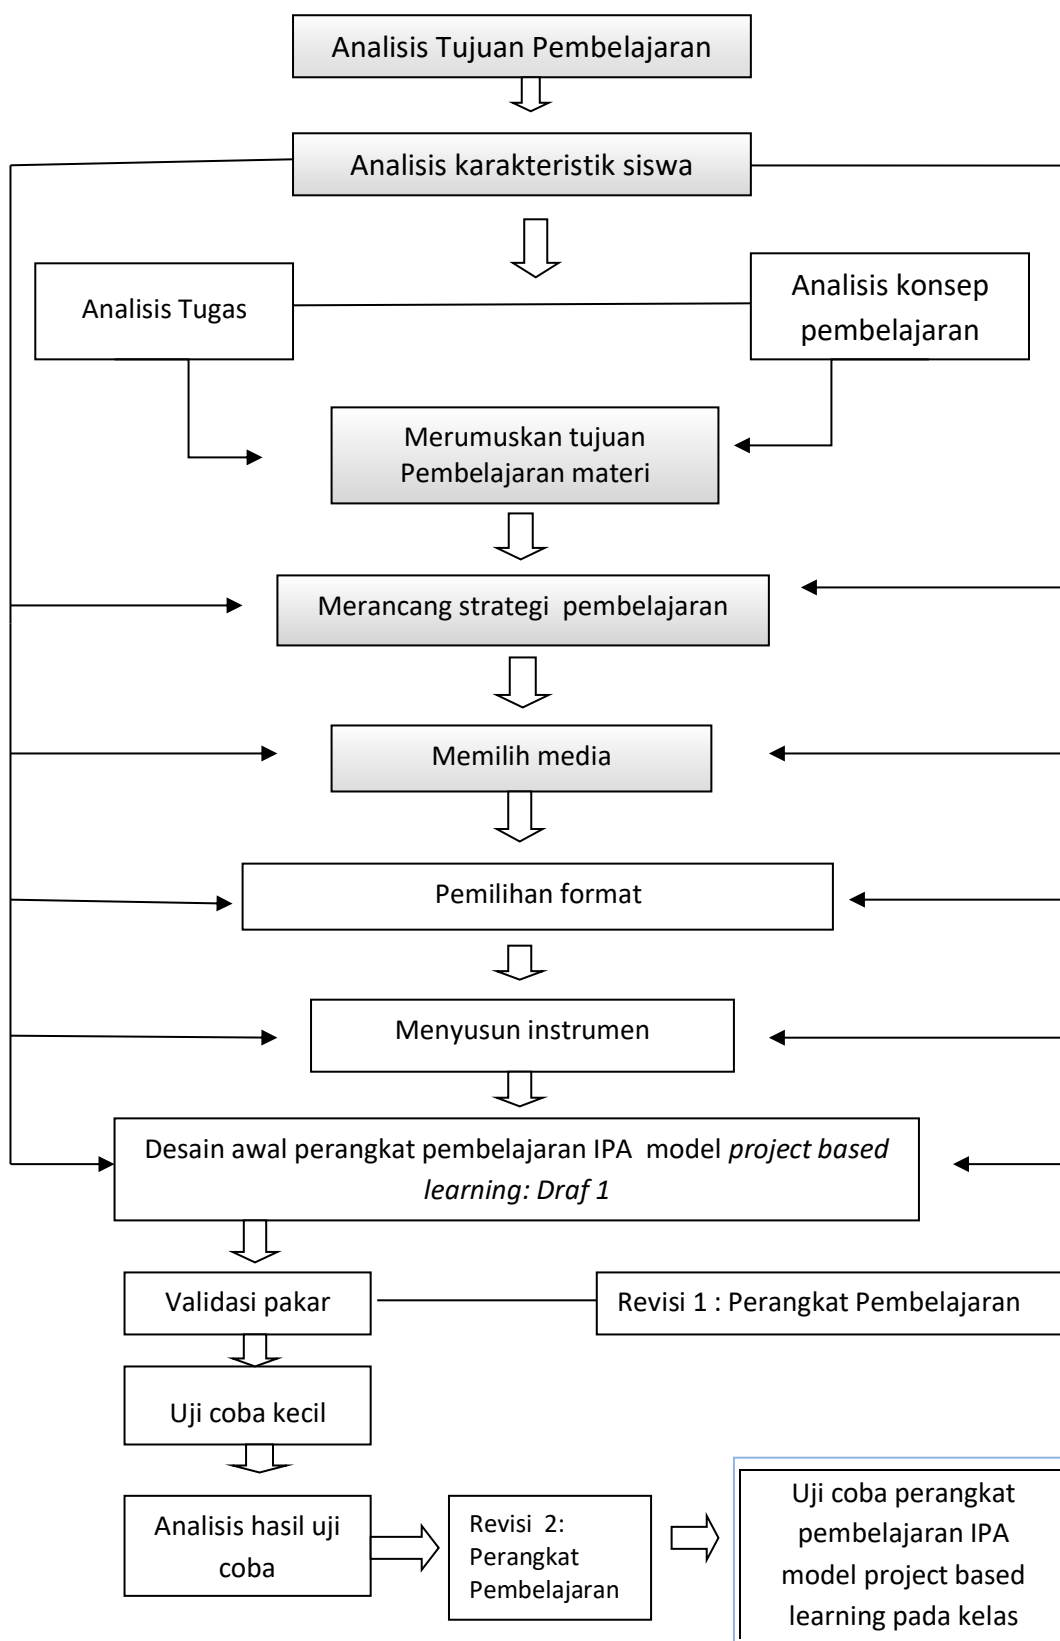 Analisis Tujuan Pembelajaran
Analisis karakteristik siswa
Analisis Tugas
Analisis konsep
pembelajaran
Merumuskan tujuan
Pembelajaran materi
Merancang strategi pembelajaran
Memilih media
Pemilihan format
Menyusun instrumen
Desain awal perangkat pembelajaran IPA model project based
learning: Draf 1
Validasi pakar
Revisi 1 : Perangkat Pembelajaran
Uji coba kecil
Analisis hasil uji
coba
Revisi 2:
Perangkat
Pembelajaran
Uji coba perangkat
pembelajaran IPA
model project based
learning pada kelas